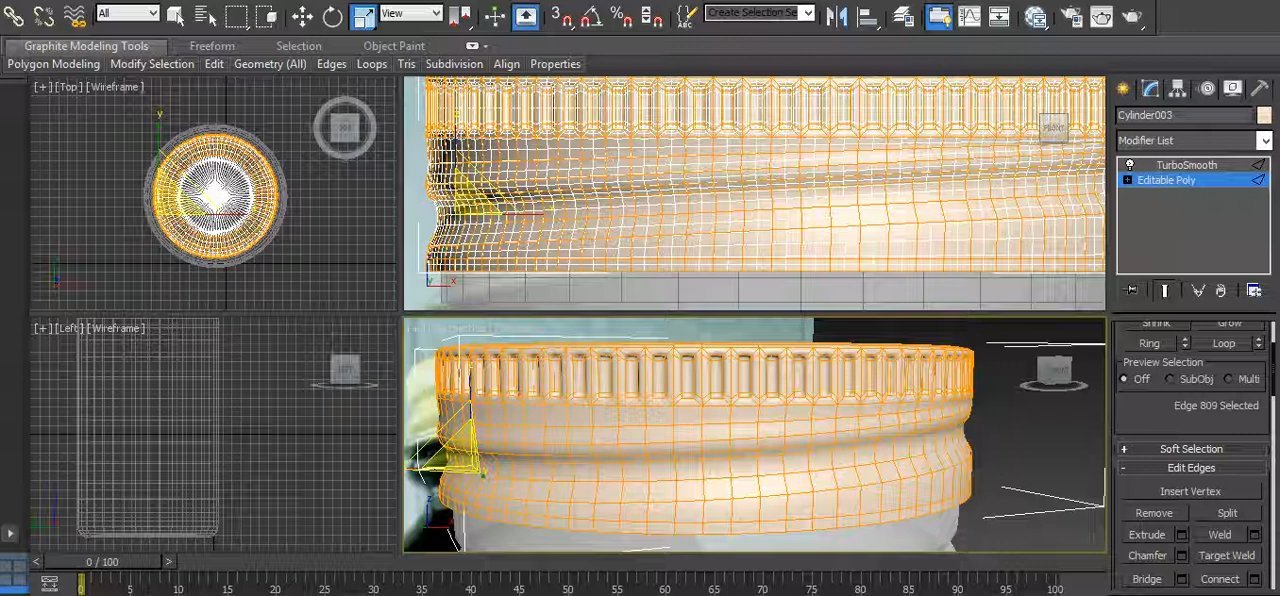 All
View
3
ABC
Create Selection Se
Graphite Modeling Tools Freeform Selection Object Paint
Polygon Modeling Modify Selection Edit Geometry (All) Edges Loops Tris Subdivision Align Properties
[ + ] [Top ] [Wireframe ]
y
FRONT
Cylinder003
Modifier List
TurboSmooth
Editable Poly
x
[ + ] [Left ] [Wireframe ]
LEFT
z
Shrink Grow
Ring Loop
Preview Selection
Off SubObj Multi
Edge 809 Selected
+ Soft Selection
- Edit Edges
Insert Vertex
Remove Split
Extrude Weld
Chamfer Target Weld
Bridge Connect
< 0 / 100 >
0 5 10 15 20 25 30 35 40 45 50 55 60 65 70 75 80 85 90 95 100